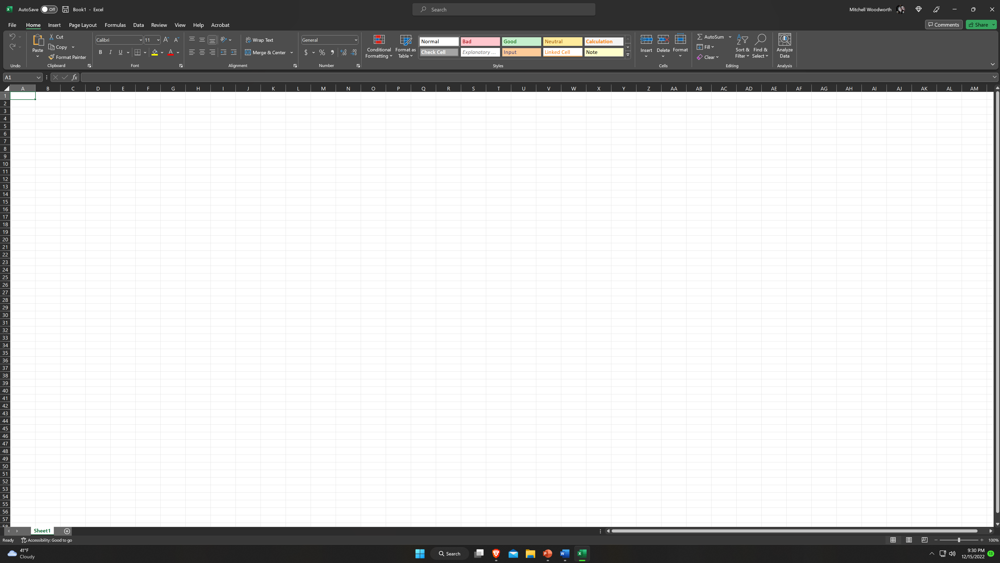 AutoSave Off Book1 - Excel Search Mitchell Woodworth
File Home Insert Page Layout Formulas Data Review View Help Acrobat Comments Share
Paste Cut Copy Format Painter
Calibri 11 B I U A
Wrap Text Merge & Center
General $ %
Conditional Formatting Format as Table
Normal Bad Good Neutral Calculation
Check Cell Explanatory ... Input Linked Cell Note
Insert Delete Format
AutoSum Fill Clear Sort & Filter Find & Select
Analyze Data
Undo Clipboard Font Alignment Number Styles Cells Editing Analysis
A1 fx
A B C D E F G H I J K L M N O P Q R S T U V W X Y Z AA AB AC AD AE AF AG AH AI AJ AK AL AM
1
2
3
4
5
6
7
8
9
10
11
12
13
14
15
16
17
18
19
20
21
22
23
24
25
26
27
28
29
30
31
32
33
34
35
36
37
38
39
40
41
42
43
44
45
46
47
48
49
50
51
52
53
54
55
56
57
58
Sheet1
Ready Accessibility: Good to go 100%
41°F
Cloudy
Search
9:30 PM
12/15/2022
13